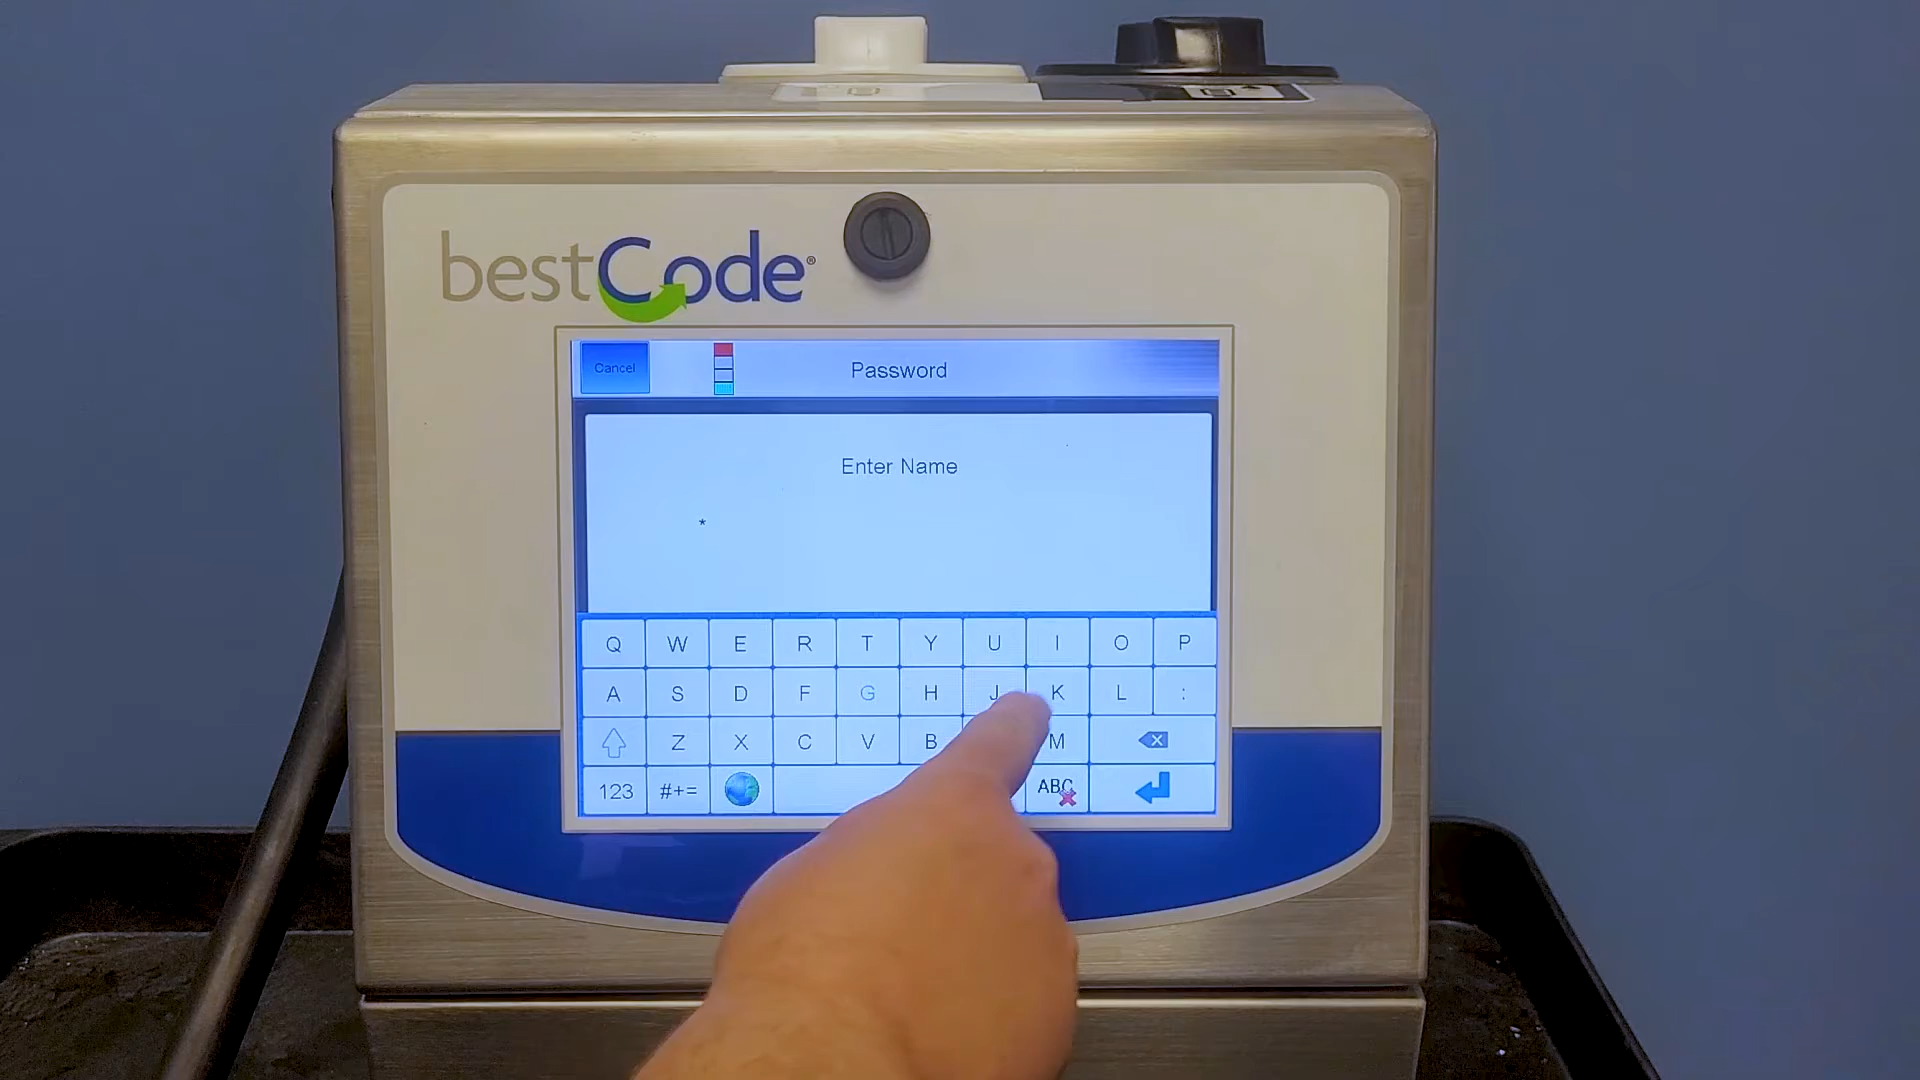 bestCode®
Cancel
Password
Enter Name
*
Q W E R T Y U I O P
A S D F G H J K L :
Z X C V B M
123 #+= ABC